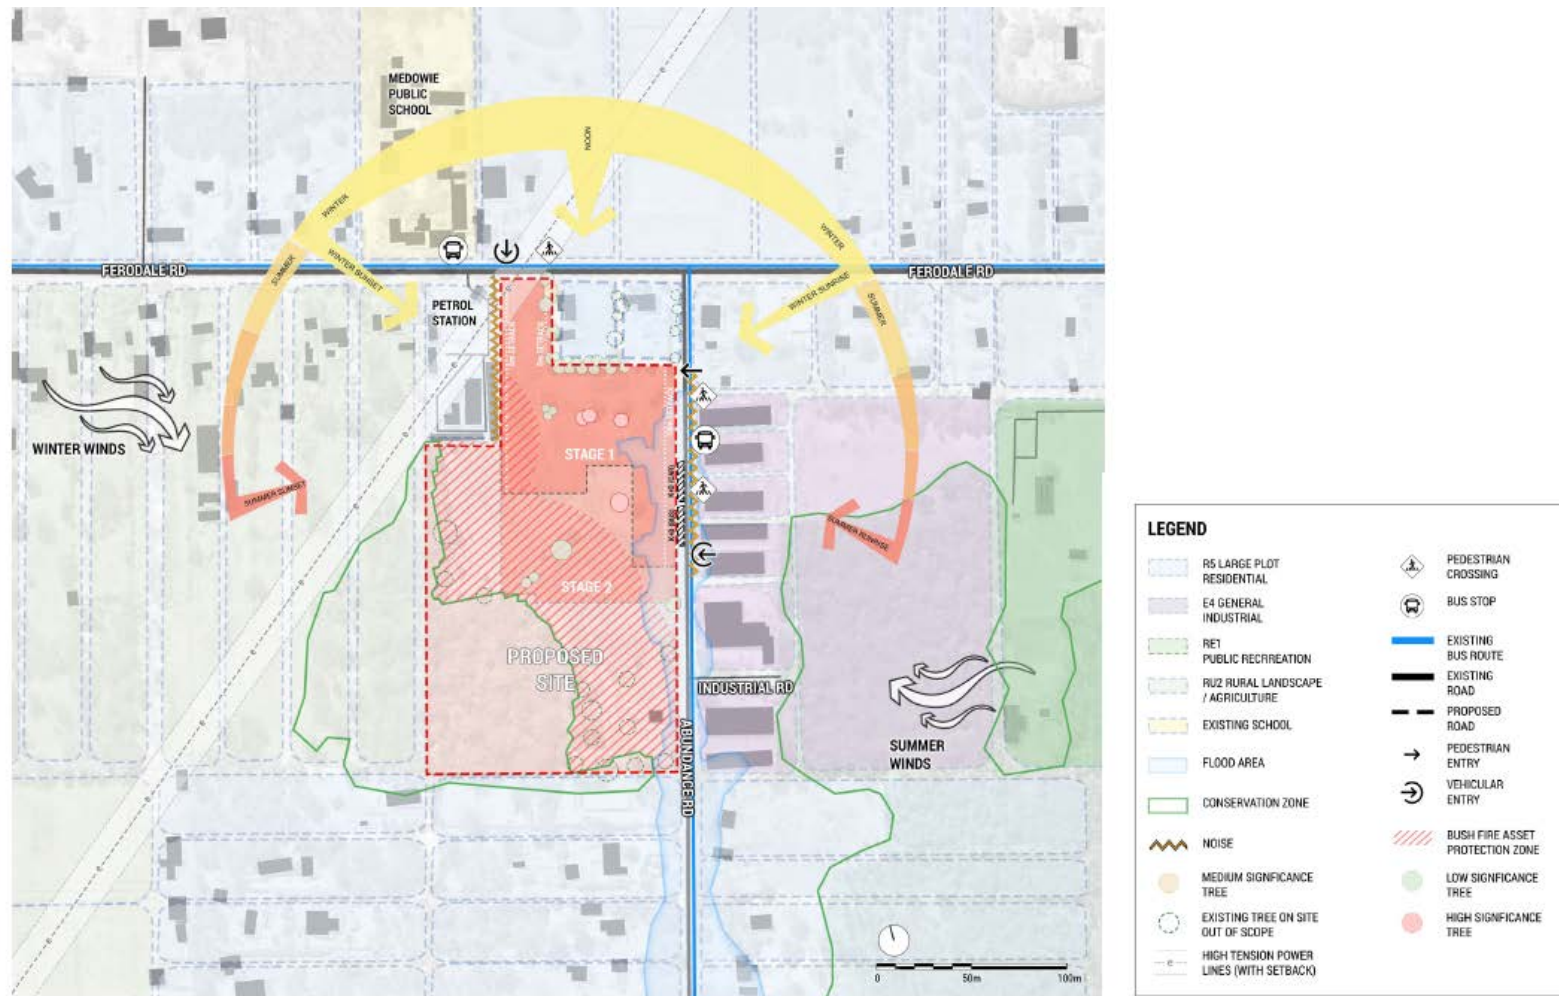 MEDOWIE
PUBLIC
SCHOOL
NOON
WINTER
WINTER
SUMMER
WINTER SUNSET
WINTER SUNRISE
SUMMER
FERODALE RD
FERODALE RD
PETROL
STATION
WINTER WINDS
SUMMER SUNSET
SUMMER SUNRISE
STAGE 1
STAGE 2
PROPOSED
SITE
INDUSTRIAL RD
ABUNDANCE RD
SUMMER
WINDS
0
50m
100m
e
LEGEND
R5 LARGE PLOT
RESIDENTIAL
E4 GENERAL
INDUSTRIAL
RE1
PUBLIC RECRREATION
RU2 RURAL LANDSCAPE
/ AGRICULTURE
EXISTING SCHOOL
FLOOD AREA
CONSERVATION ZONE
NOISE
MEDIUM SIGNFICANCE
TREE
EXISTING TREE ON SITE
OUT OF SCOPE
e
HIGH TENSION POWER
LINES (WITH SETBACK)
PEDESTRIAN
CROSSING
BUS STOP
EXISTING
BUS ROUTE
EXISTING
ROAD
PROPOSED
ROAD
PEDESTRIAN
ENTRY
VEHICULAR
ENTRY
BUSH FIRE ASSET
PROTECTION ZONE
LOW SIGNFICANCE
TREE
HIGH SIGNIFICANCE
TREE